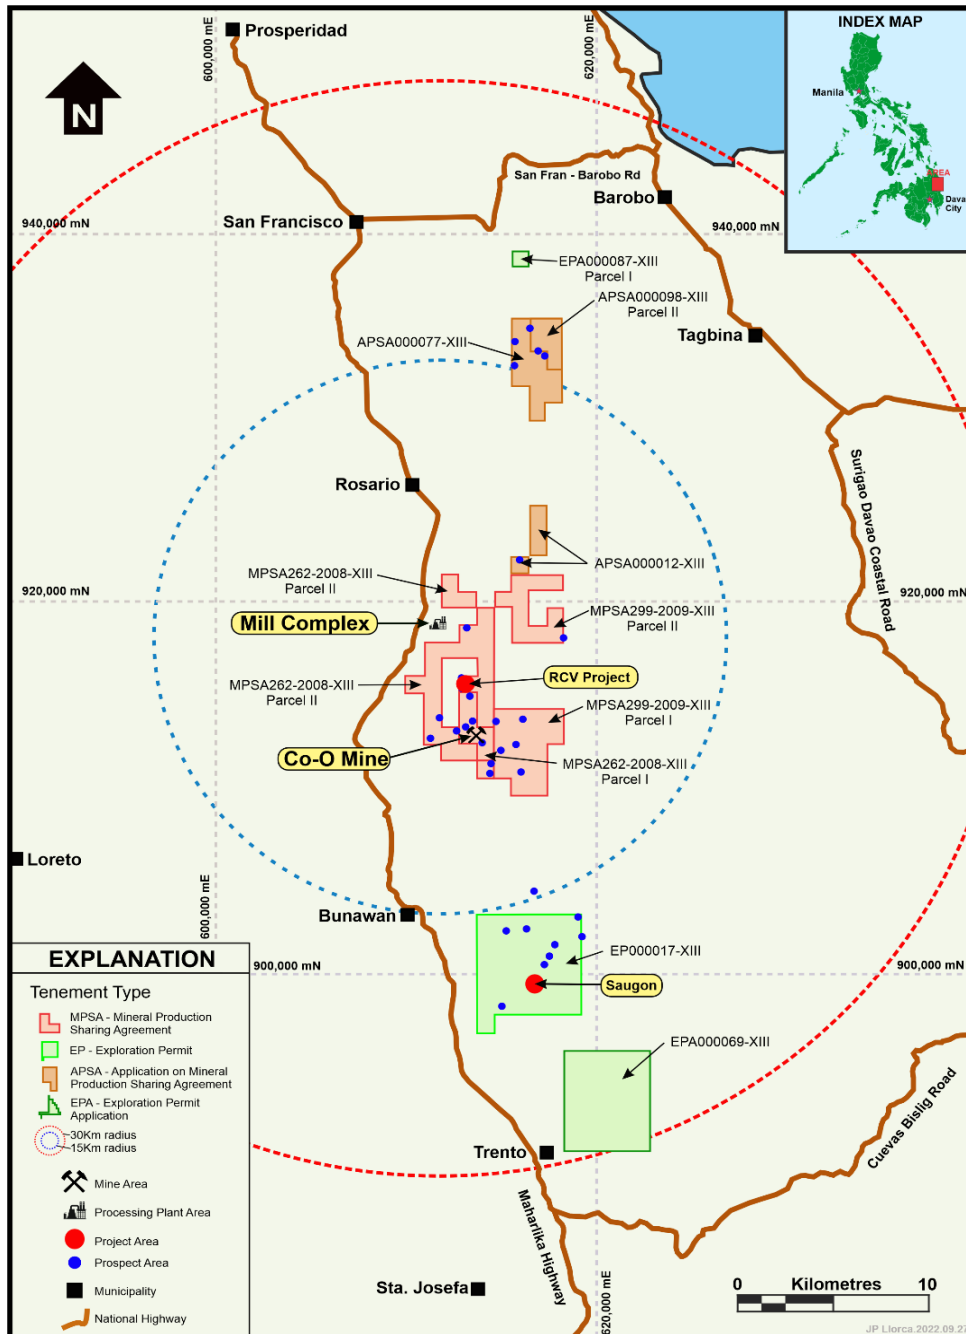 Prosperidad
600,000 mE
620,000 mE
INDEX MAP
Manila
AREA
Davao
City
N
San Fran - Barobo Rd
Barobo
San Francisco
940,000 mN
940,000 mN
EPA000087-XIII
Parcel I
APSA000098-XIII
Parcel II
APSA000077-XIII
Tagbina
Rosario
Surigao Davao Coastal Road
APSA000012-XIII
MPSA262-2008-XIII
Parcel II
920,000 mN
920,000 mN
MPSA299-2009-XIII
Parcel II
Mill Complex
RCV Project
MPSA262-2008-XIII
Parcel II
MPSA299-2009-XIII
Parcel I
Co-O Mine
MPSA262-2008-XIII
Parcel I
Loreto
600,000 mE
Bunawan
EP000017-XIII
900,000 mN
Saugon
EPA000069-XIII
Trento
Cuevas Bislig Road
Maharlika Highway
Sta. Josefa
620,000 mE
EXPLANATION
Tenement Type
MPSA - Mineral Production
Sharing Agreement
EP - Exploration Permit
APSA - Application on Mineral
Production Sharing Agreement
EPA - Exploration Permit
Application
30Km radius
15Km radius
Mine Area
Processing Plant Area
Project Area
Prospect Area
Municipality
National Highway
0 Kilometres 10
JP Llorca.2022.09.27